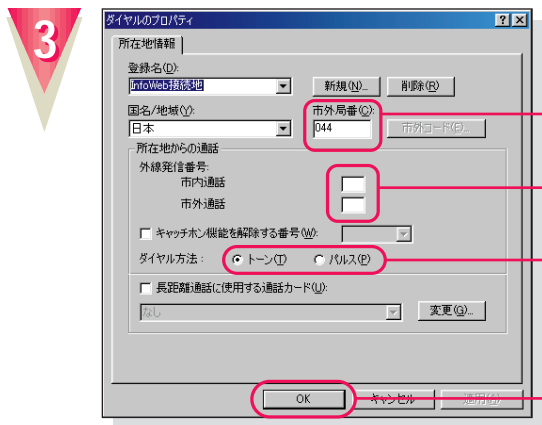 3
ダイヤルのプロパティ
所在地情報
登録名(D):
InfoWeb接続地
新規(N)...
削除(R)
国名/地域(Y):
市外局番(C):
日本
044
市外コード(E)...
所在地からの通話
外線発信番号:
市内通話
市外通話
キャッチホン機能を解除する番号(W):
ダイヤル方法:
トーン(T)
パルス(P)
長距離通話に使用する通話カード(U):
なし
変更(G)...
OK
キャンセル
適用(A)